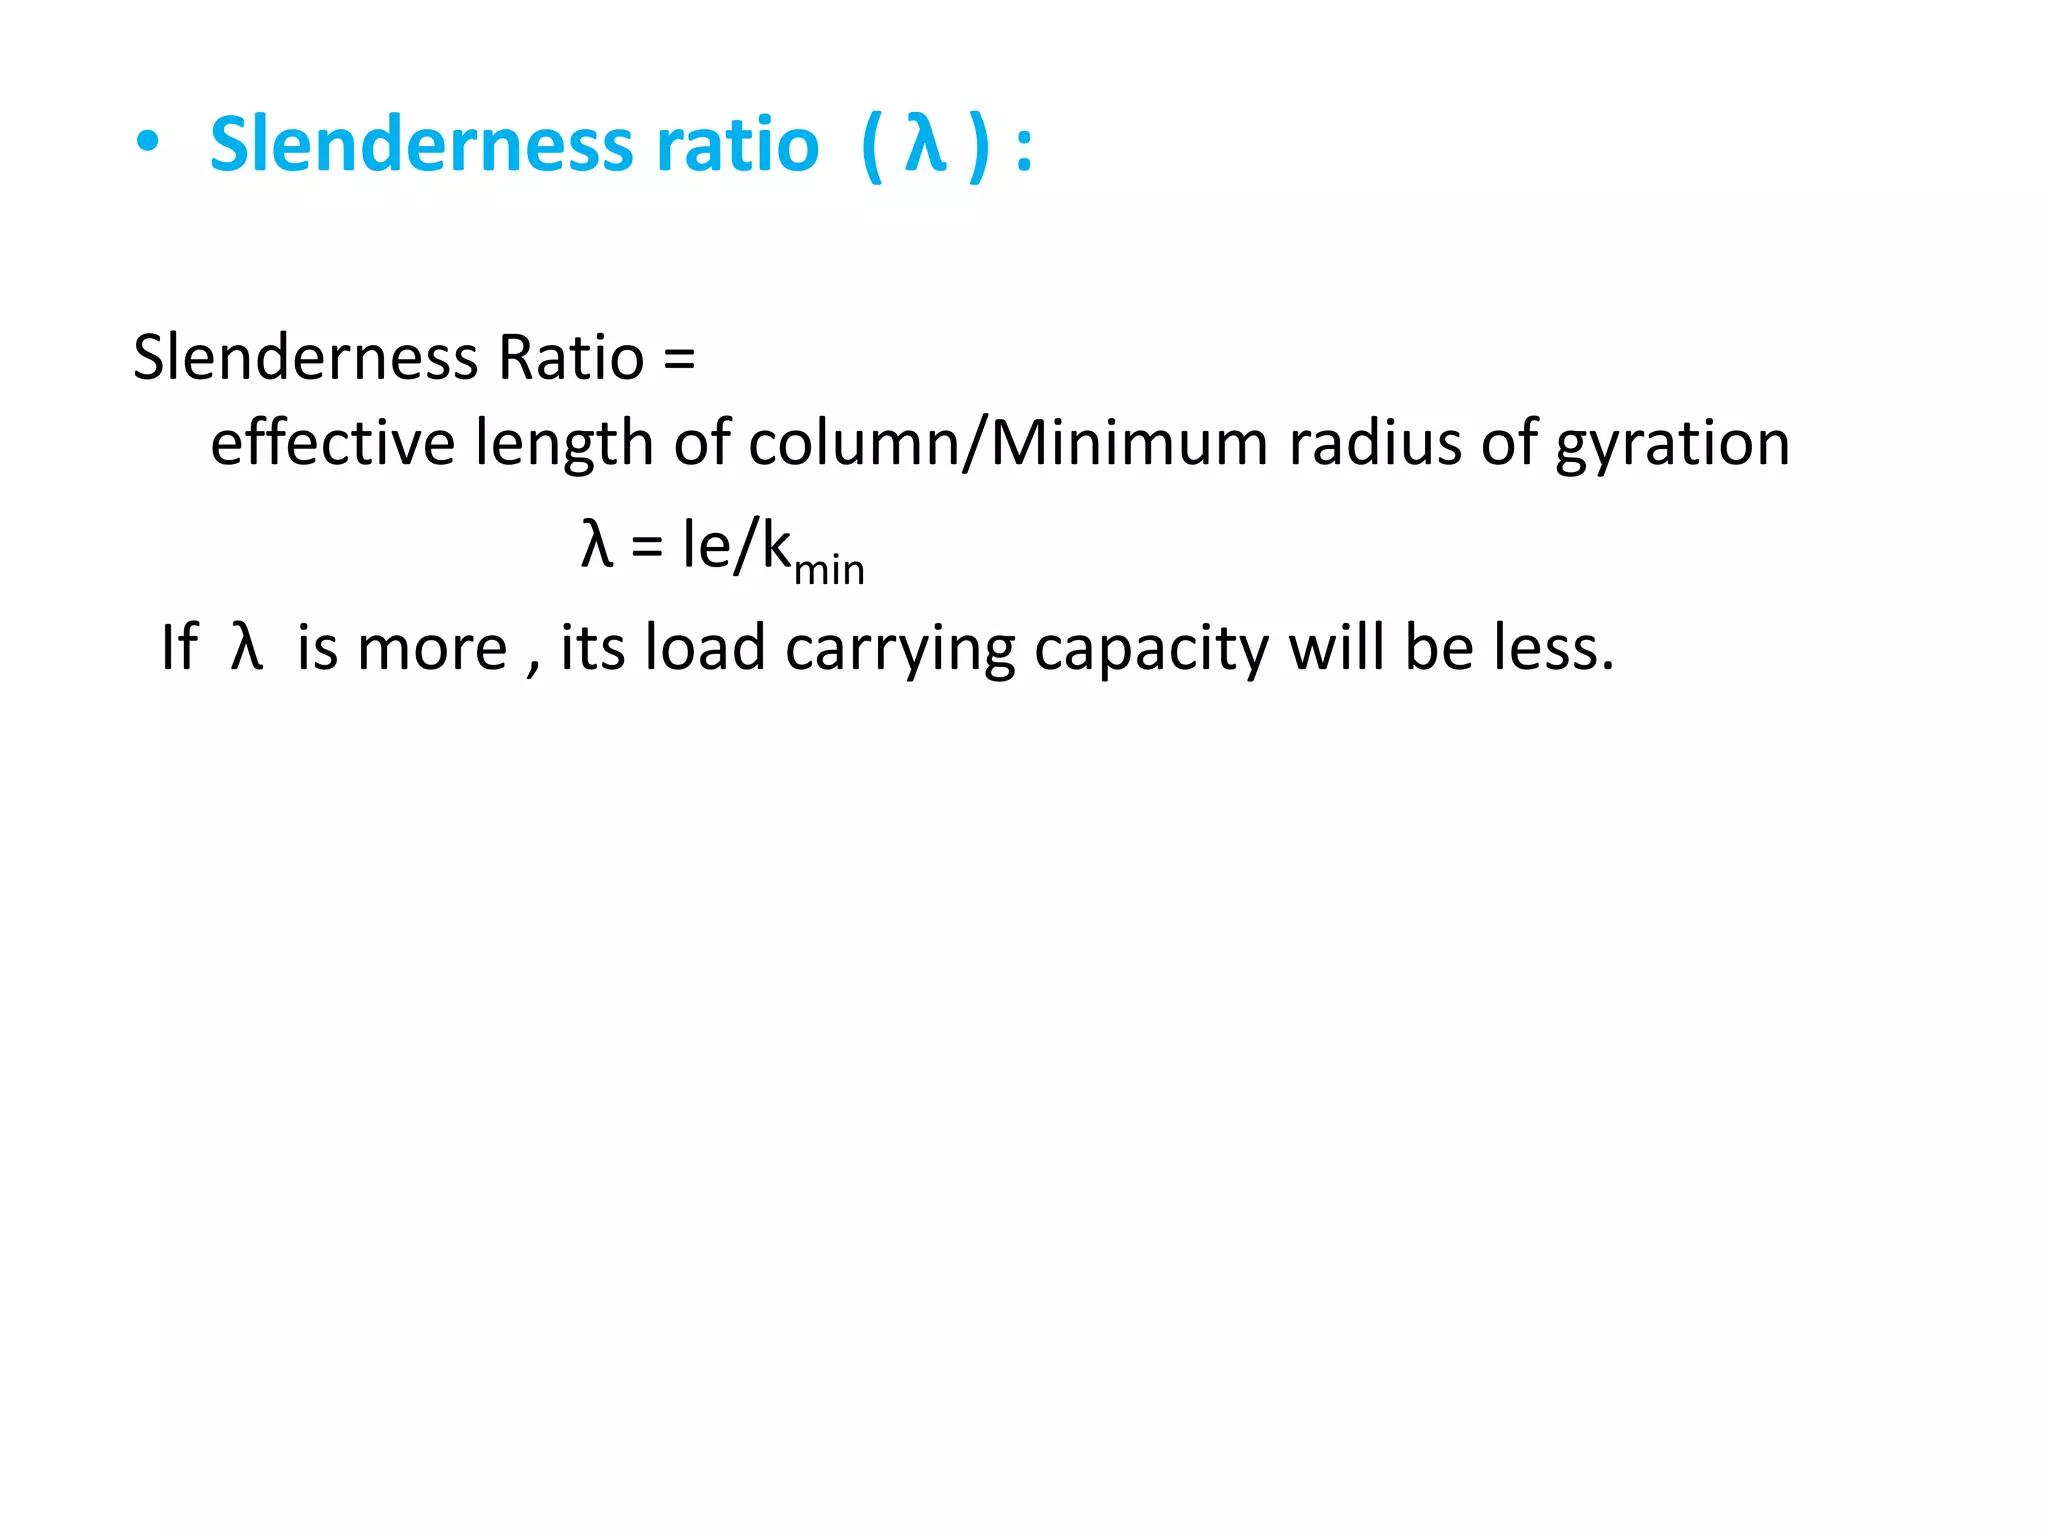 • Slenderness ratio ( λ ) :
Slenderness Ratio =
effective length of column/Minimum radius of gyration
λ = le/kmin
If λ is more , its load carrying capacity will be less.